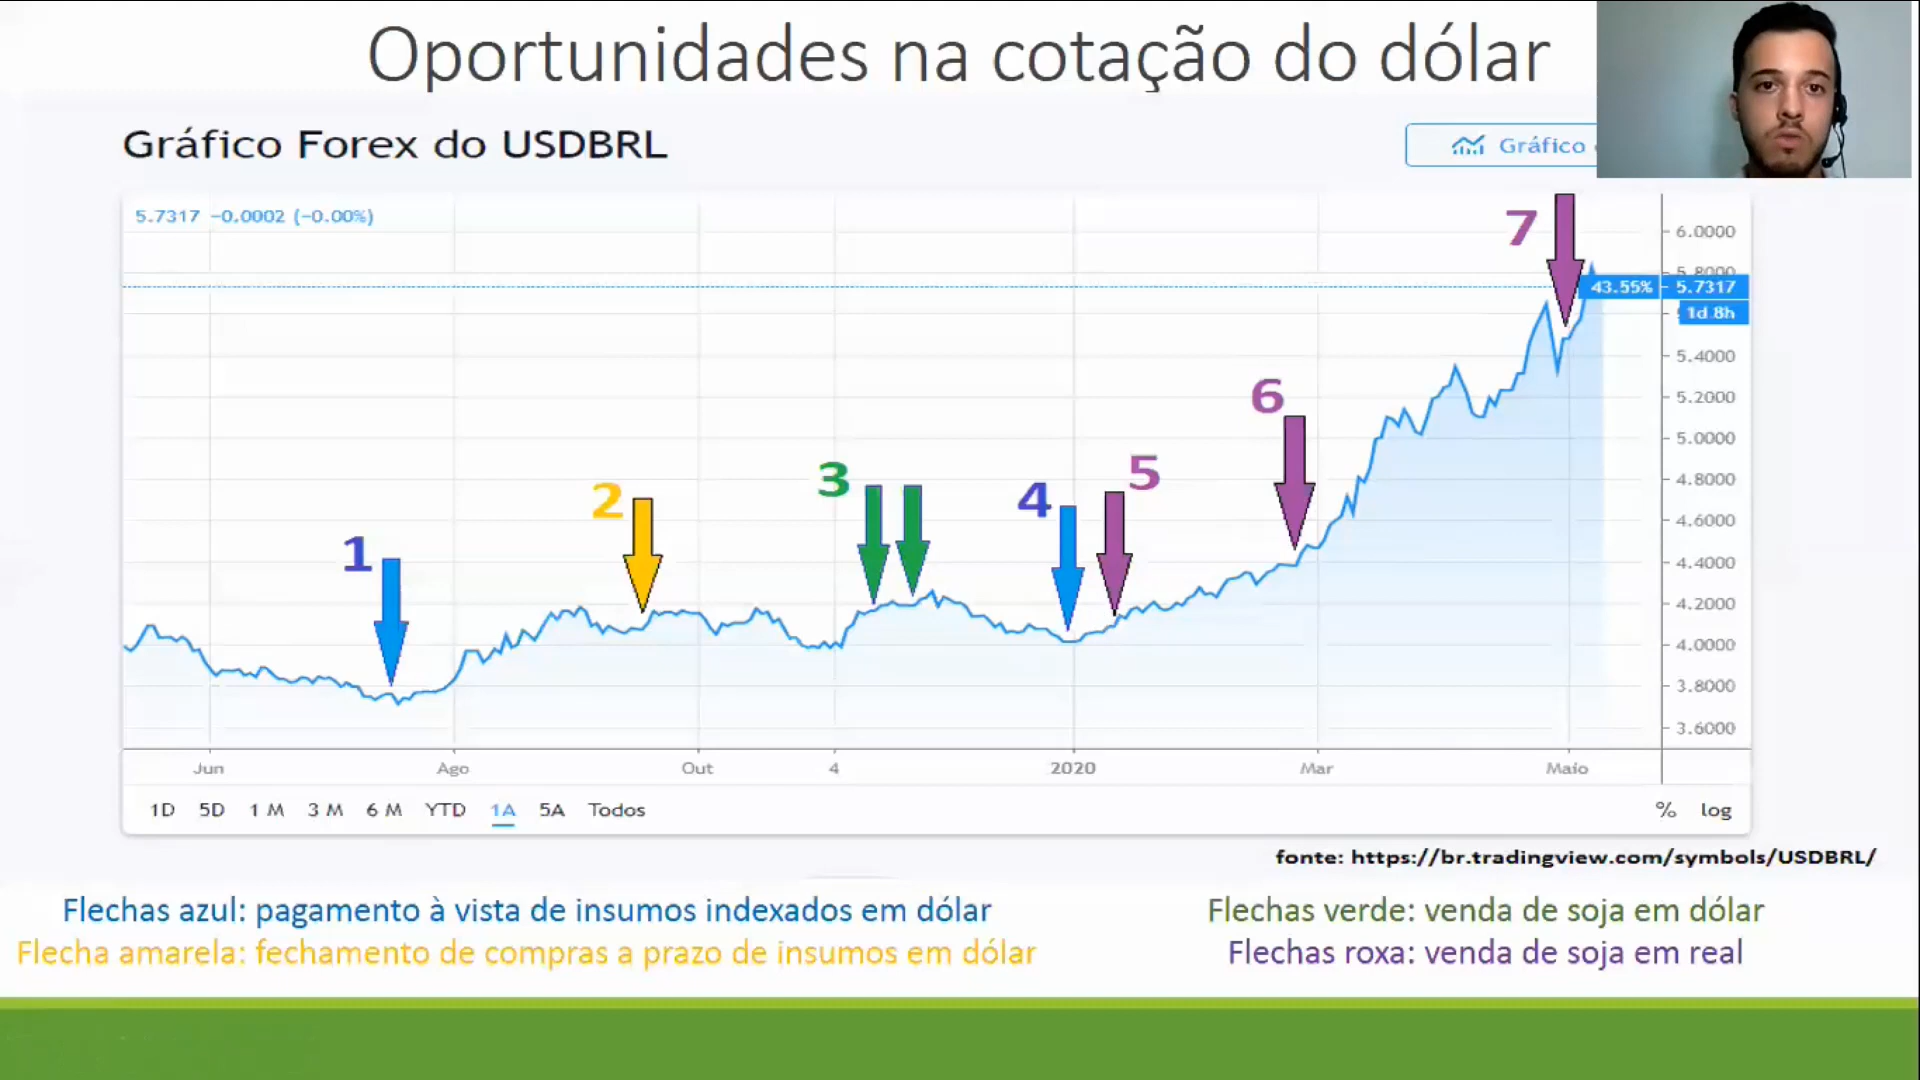 Oportunidades na cotação do dólar
Gráfico Forex do USDBRL
Gráfico
5.7317 −0.0002 (−0.00%)
7
6.0000
5.8000
43.55% 5.7317
1d 8h
5.4000
6
5.2000
5.0000
3
5
4.8000
2
4
4.6000
1
4.4000
4.2000
4.0000
3.8000
3.6000
Jun Ago Out 4 2020 Mar Maio
1D 5D 1 M 3 M 6 M YTD 1A 5A Todos % log
fonte: https://br.tradingview.com/symbols/USDBRL/
Flechas azul: pagamento à vista de insumos indexados em dólar
Flecha amarela: fechamento de compras a prazo de insumos em dólar
Flechas verde: venda de soja em dólar
Flechas roxa: venda de soja em real